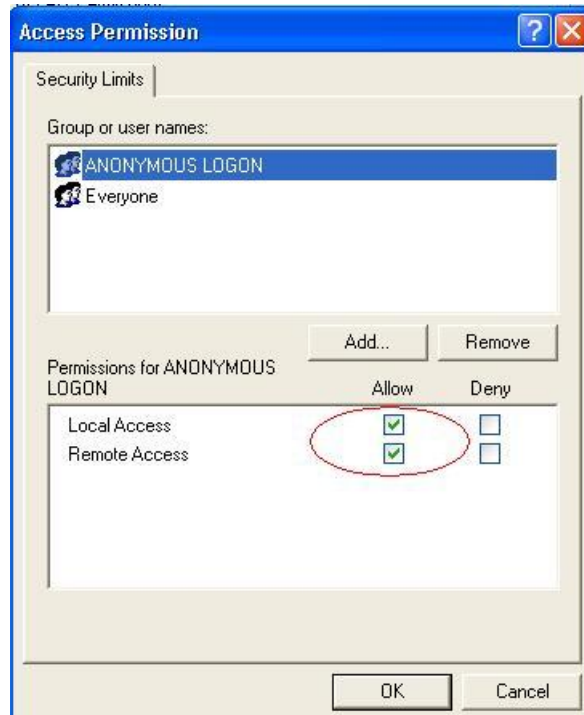 Access Permission
Security Limits
Group or user names:
ANONYMOUS LOGON
Everyone
Add...
Remove
Permissions for ANONYMOUS
LOGON
Allow
Deny
Local Access
Remote Access
OK
Cancel